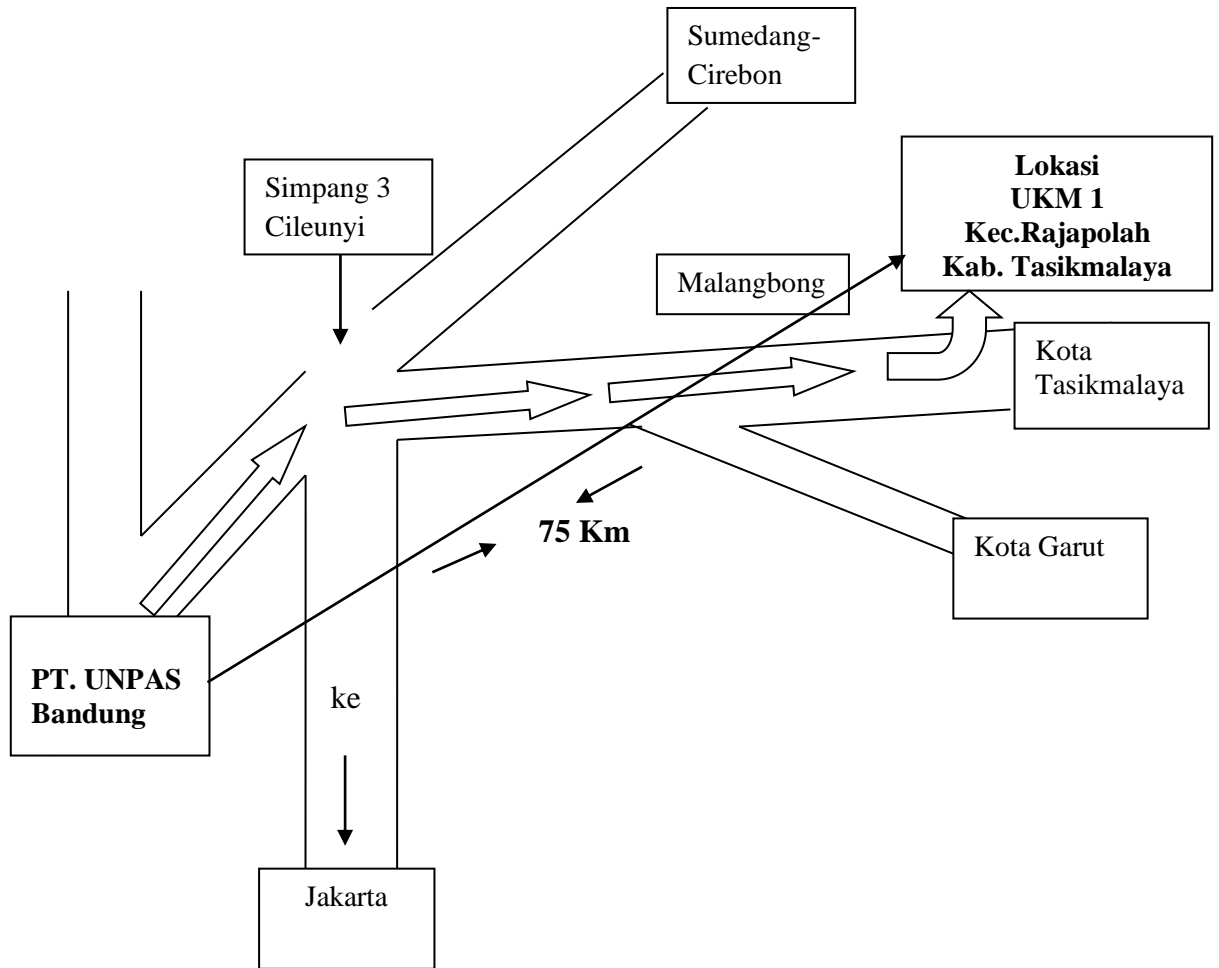 Sumedang-
Cirebon
Lokasi
UKM 1
Kec.Rajapolah
Kab. Tasikmalaya
Simpang 3
Cileunyi
Malangbong
Kota
Tasikmalaya
75 Km
Kota Garut
PT. UNPAS
Bandung
ke
Jakarta